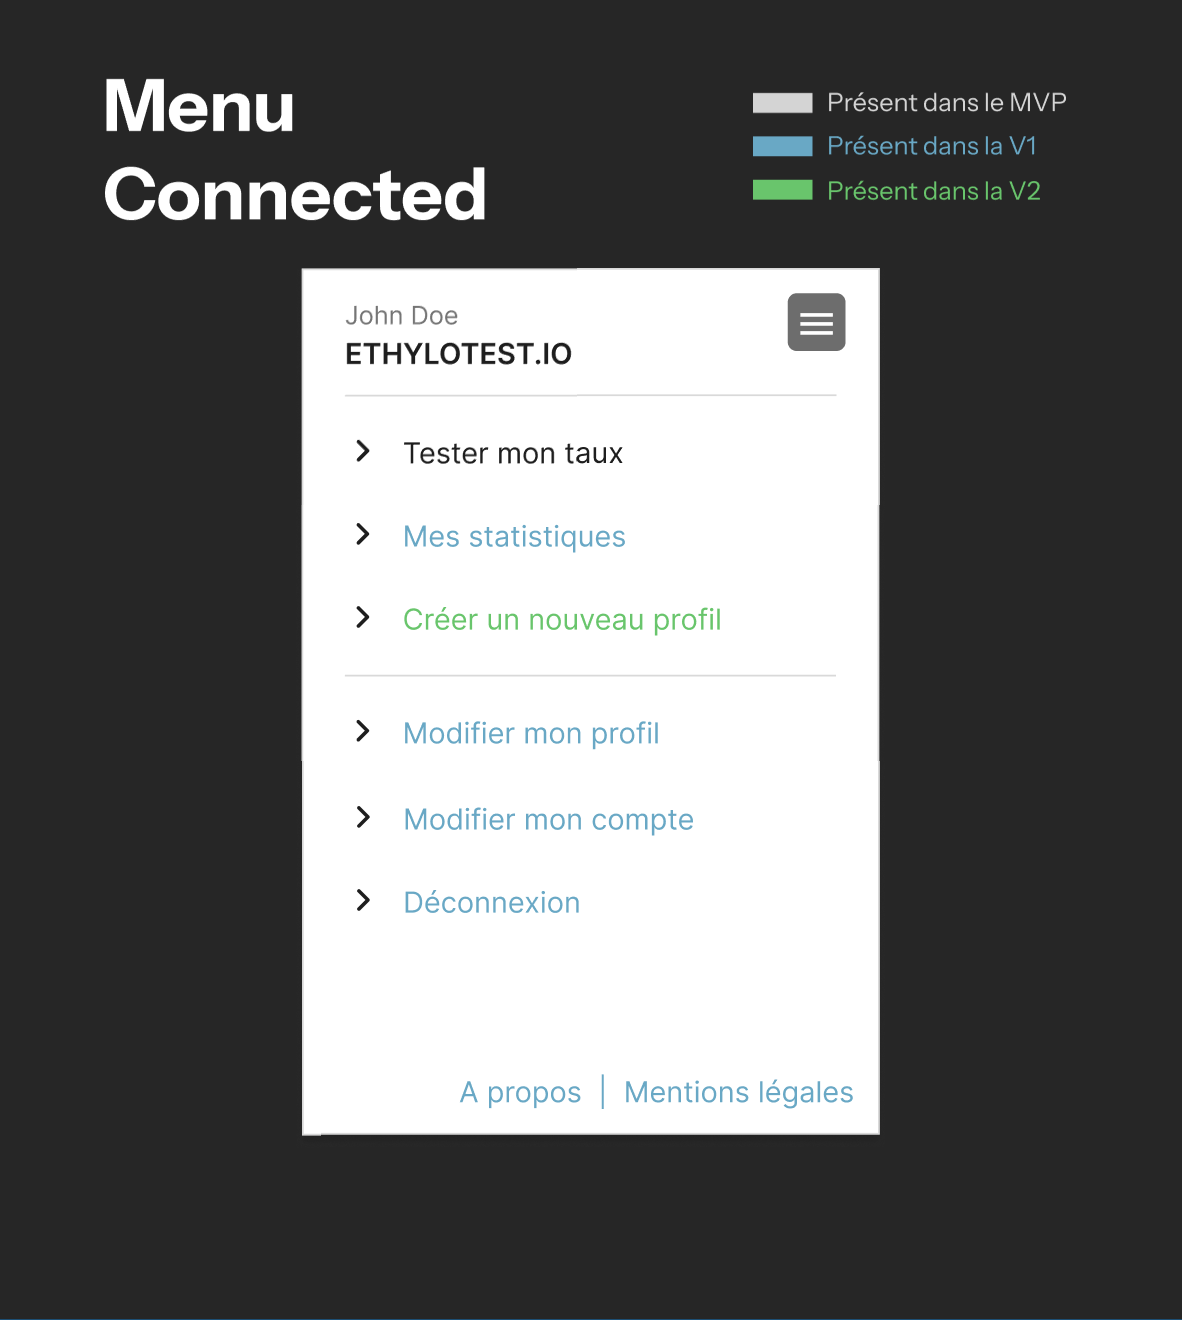 Menu
Connected
Présent dans le MVP
Présent dans la V1
Présent dans la V2
John Doe
ETHYLOTEST.IO
Tester mon taux
Mes statistiques
Créer un nouveau profil
Modifier mon profil
Modifier mon compte
Déconnexion
A propos | Mentions légales